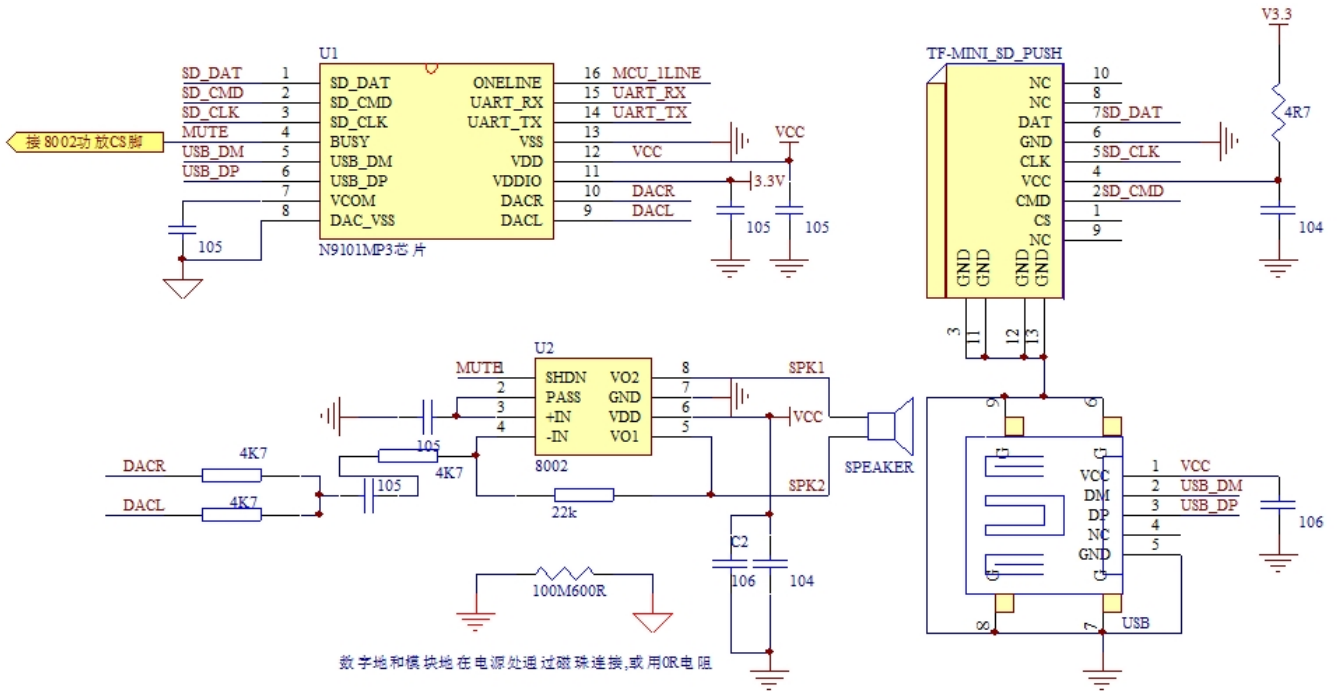 V3.3
U1
TF-MINI_SD_PUSH
SD_DAT 1 SD_DAT ONELINE 16 MCU_1LINE
SD_CMD 2 SD_CMD UART_RX 15 UART_RX
SD_CLK 3 SD_CLK UART_TX 14 UART_TX
接8002功放CS脚 MUTE 4 BUSY VSS 13
USB_DM 5 USB_DM VDD 12 VCC VCC
USB_DP 6 USB_DP VDDIO 11 3.3V
7 VCOM DACR 10 DACR
8 DAC_VSS DACL 9 DACL
105
105
105
N9101MP3芯片
NC 10
NC 8
DAT 7 SD_DAT
GND 6
CLK 5 SD_CLK
VCC 4
CMD 2 SD_CMD
CS 1
NC 9
GND GND GND GND
3 11 12 13
4R7
104
U2
MUTE 1 SHDN VO2 8 SPK1
2 PASS GND 7
3 +IN VDD 6 VCC
4 -IN VO1 5
8002
105
SPEAKER
DACR 4K7
4K7
105
DACL 4K7
22k
SPK2
C2
106
104
100M600R
数字地和模块地在电源处通过磁珠连接,或用0R电阻
9 6
G
VCC 1 VCC
DM 2 USB_DM
DP 3 USB_DP
NC 4
GND 5
G G
8 7
USB
106